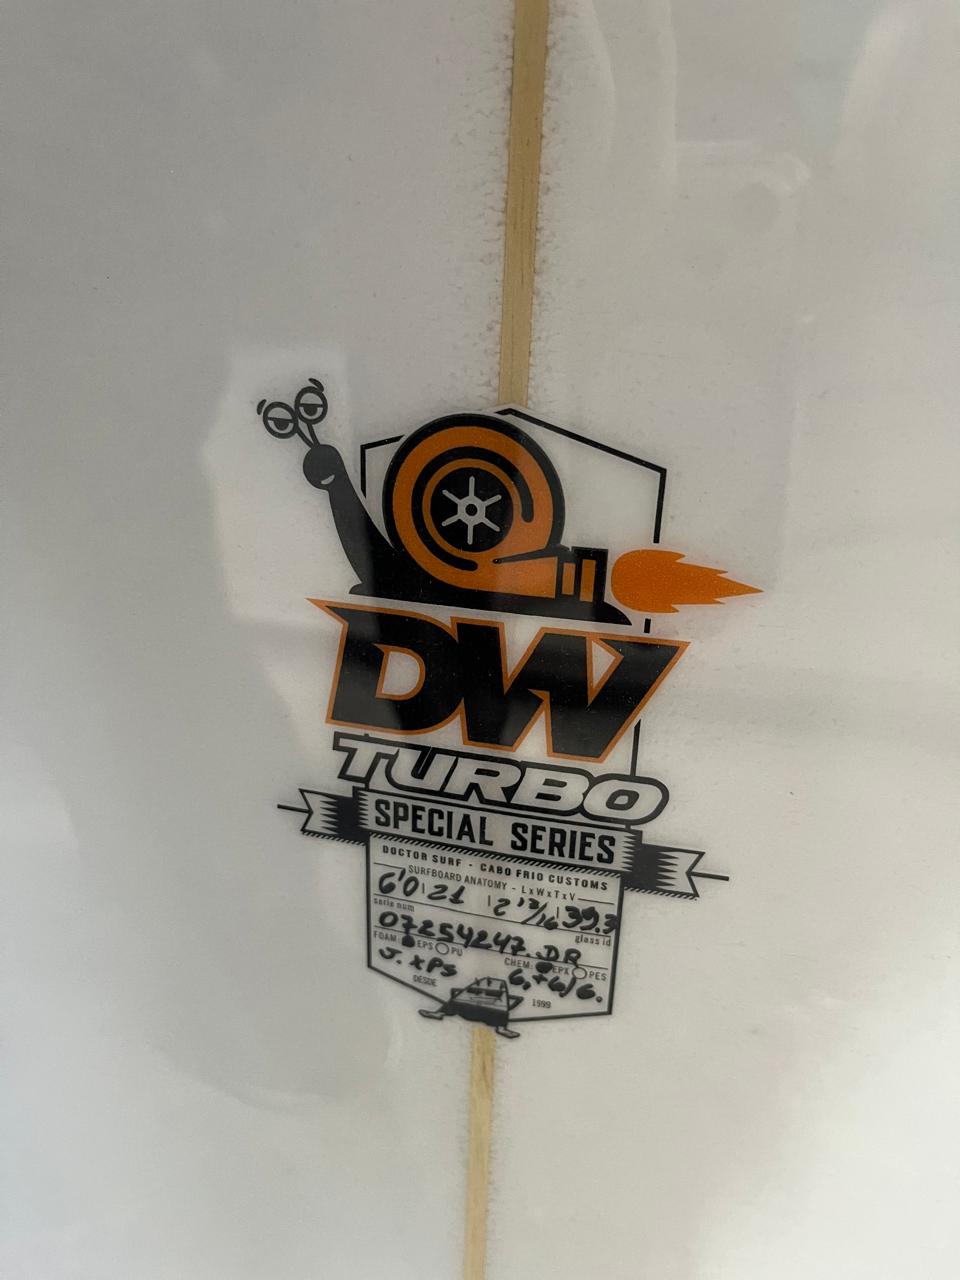 DW
TURBO
SPECIAL SERIES
DOCTOR SURF - CABO FRIO CUSTOMS
SURFBOARD ANATOMY - LxWxTxV
6'0 | 21 | 2 12/16 | 39.3
serie num glass id
07254247.DR
FOAM: EPS PU CHEM: EPX PES
J. XPS 6.+6/6.
DESDE 1999